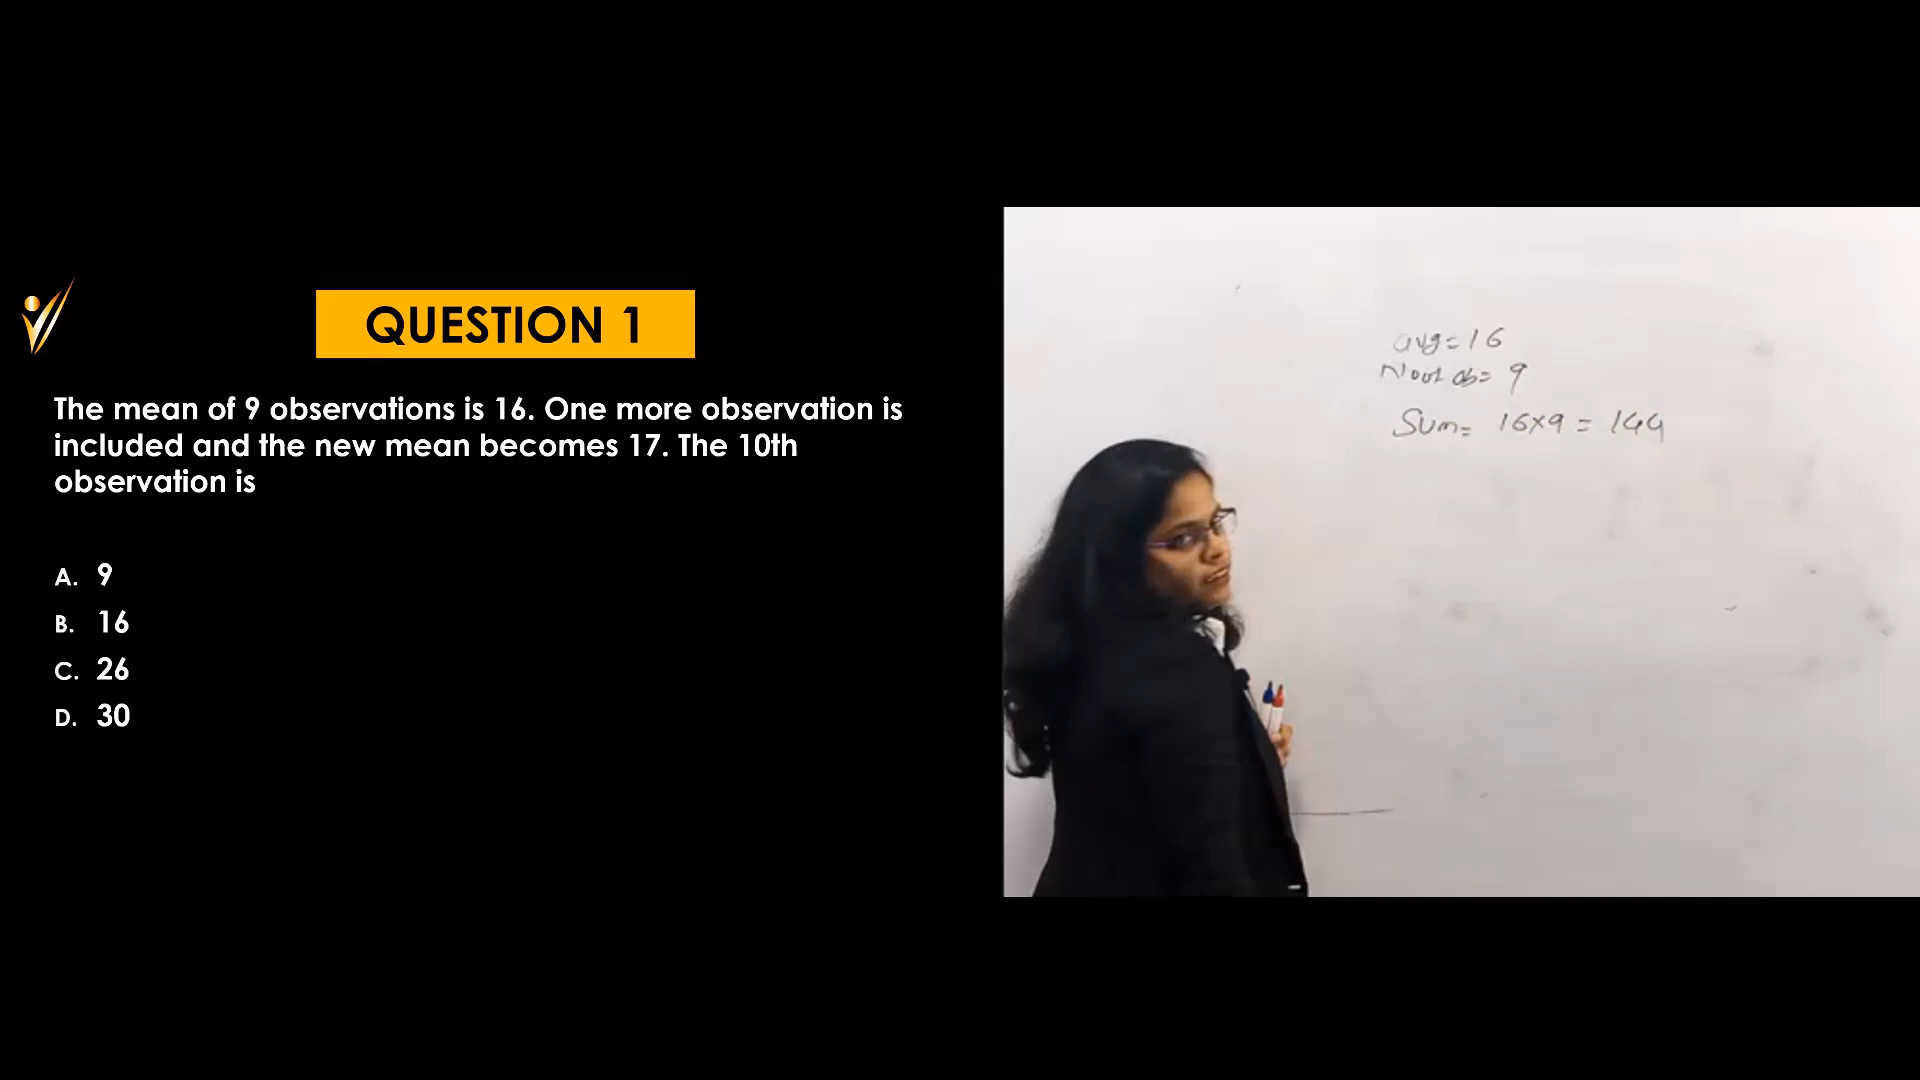 QUESTION 1
The mean of 9 observations is 16. One more observation is
included and the new mean becomes 17. The 10th
observation is
A. 9
B. 16
C. 26
D. 30
avg = 16
No of ob = 9
Sum = 16×9 = 144